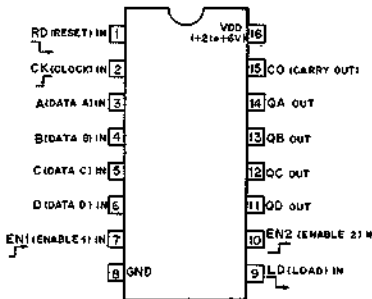 RD (RESET) IN 1
CK (CLOCK) IN 2
A(DATA A) IN 3
B(DATA B) IN 4
C(DATA C) IN 5
D(DATA D) IN 6
EN1 (ENABLE 1) IN 7
8 GND
VDD 16
(+2 to +6V)
15 CO (CARRY OUT)
14 QA OUT
13 QB OUT
12 QC OUT
11 QD OUT
10 EN2 (ENABLE 2) IN
9 LD (LOAD) IN